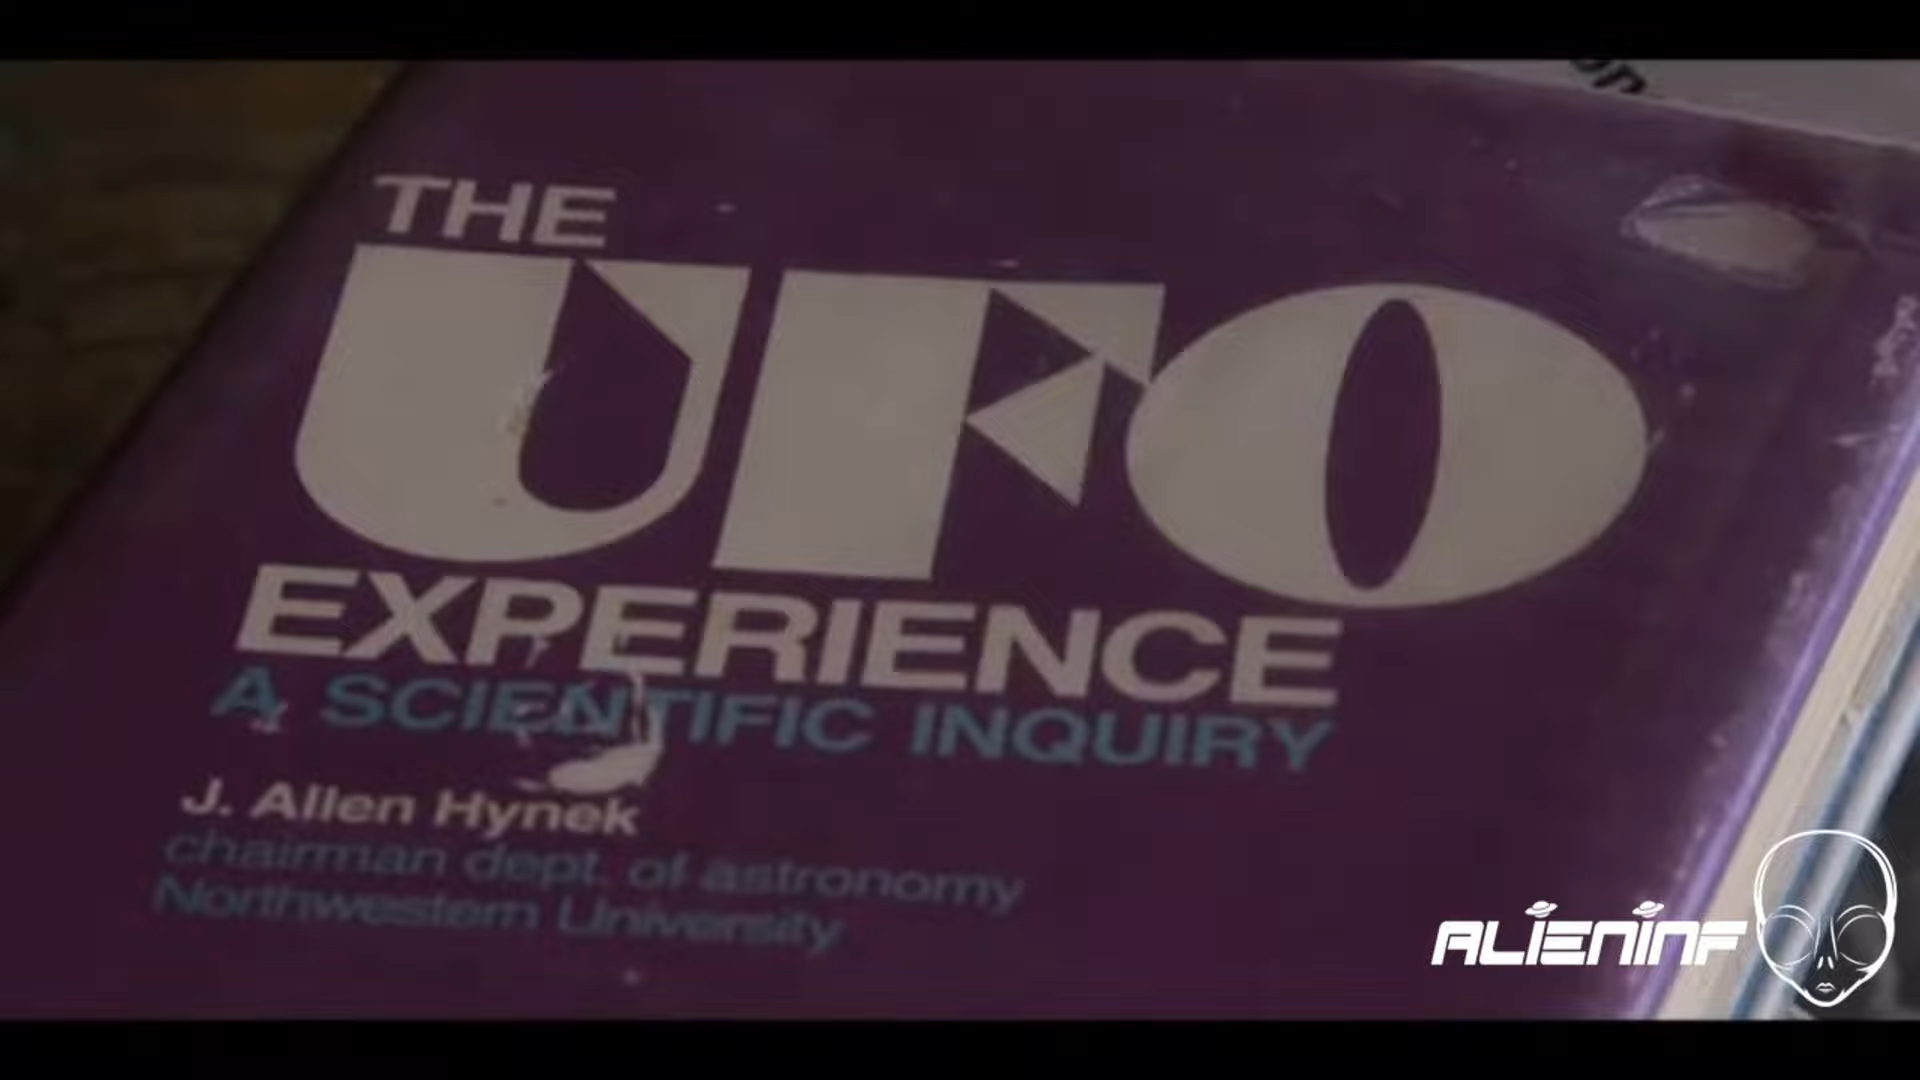 THE
UFO
EXPERIENCE
A SCIENTIFIC INQUIRY
J. Allen Hynek
chairman dept. of astronomy
Northwestern University
ALIENINF